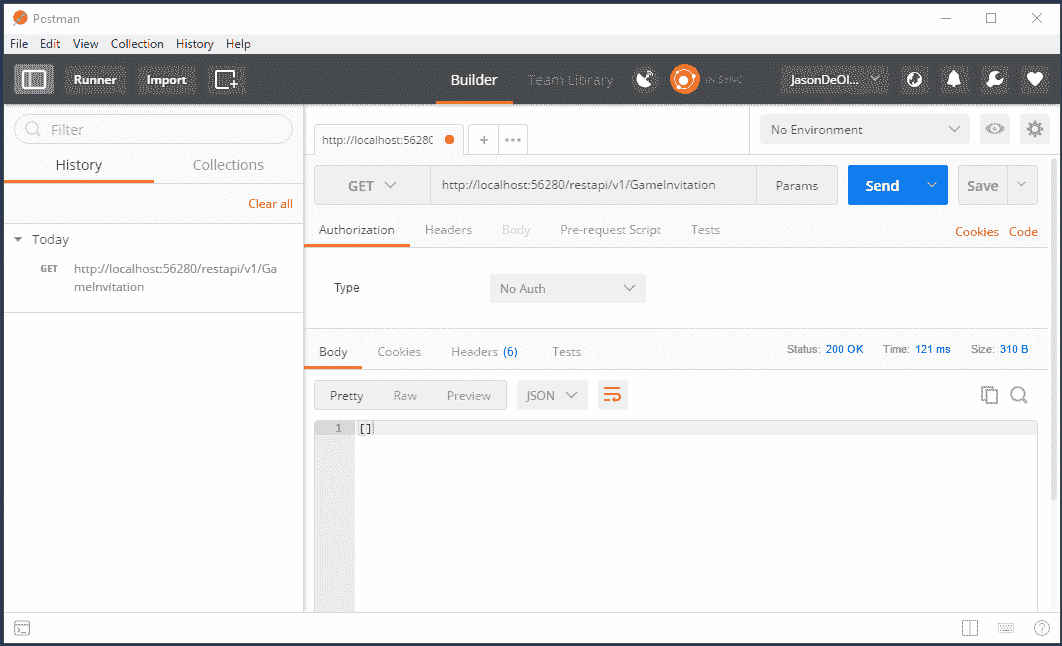 Postman
File Edit View Collection History Help
Runner Import Builder Team Library IN SYNC JasonDeOl...
Filter
History Collections
Clear all
Today
GET http://localhost:56280/restapi/v1/Ga
meInvitation
http://localhost:5628( + •••
No Environment
GET http://localhost:56280/restapi/v1/GameInvitation Params Send Save
Authorization Headers Body Pre-request Script Tests Cookies Code
Type No Auth
Body Cookies Headers (6) Tests Status: 200 OK Time: 121 ms Size: 310 B
Pretty Raw Preview JSON
1 []